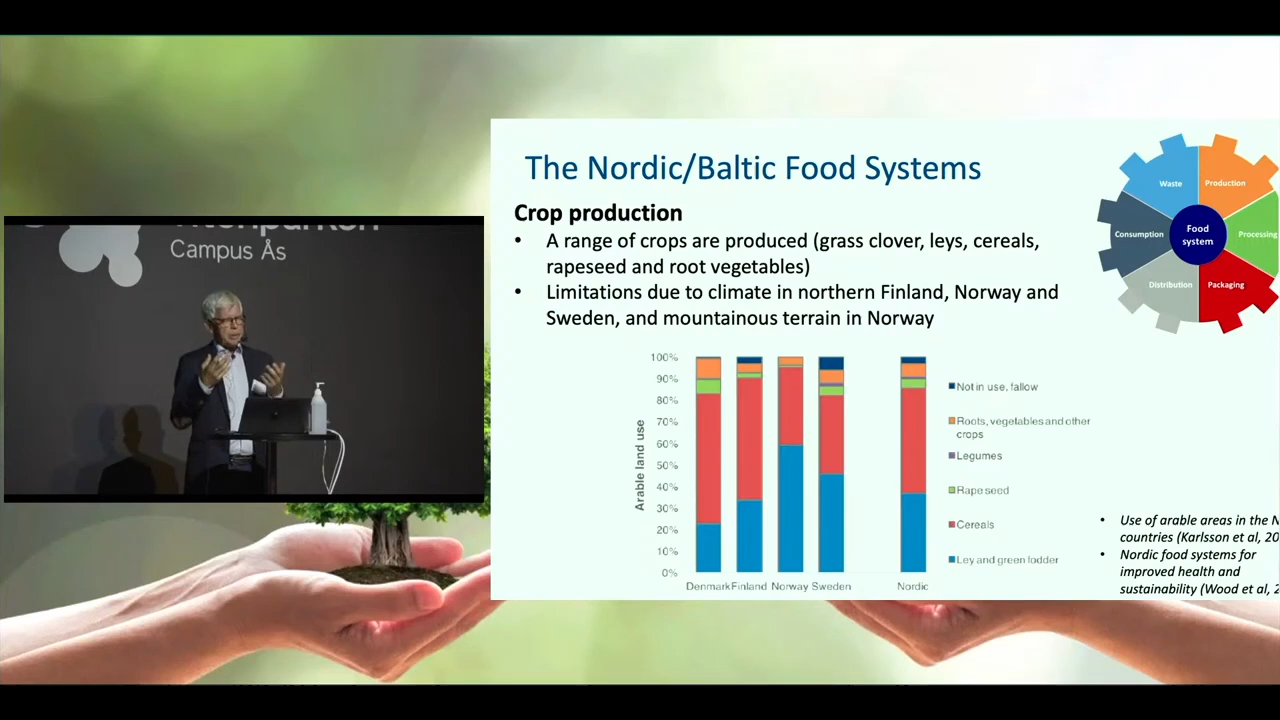 Campus Ås
The Nordic/Baltic Food Systems
Crop production
• A range of crops are produced (grass clover, leys, cereals,
rapeseed and root vegetables)
• Limitations due to climate in northern Finland, Norway and
Sweden, and mountainous terrain in Norway
Waste
Production
Consumption
Food
system
Processing
Distribution
Packaging
Arable land use
100%
90%
80%
70%
60%
50%
40%
30%
20%
10%
0%
Denmark Finland Norway Sweden Nordic
Not in use, fallow
Roots, vegetables and other
crops
Legumes
Rape seed
Cereals
Ley and green fodder
• Use of arable areas in the
countries (Karlsson et al,
• Nordic food systems for
improved health and
sustainability (Wood et al,